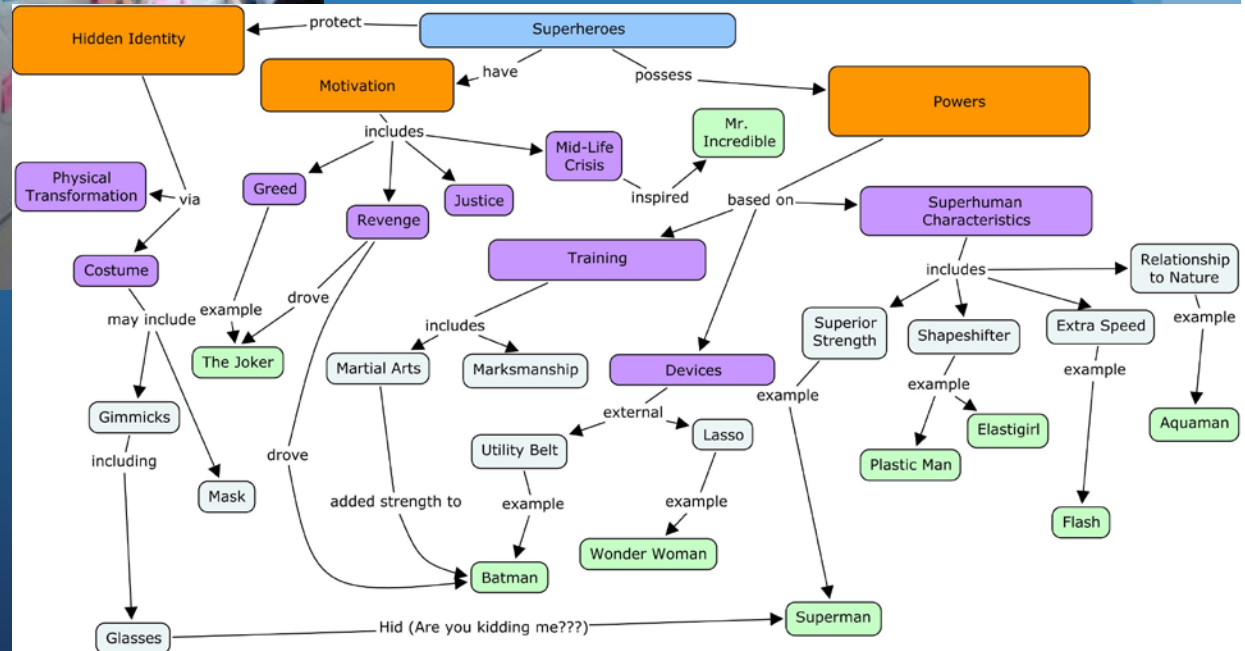 protect
Superheroes
Hidden Identity
have
possess
Motivation
Powers
Mr.
Incredible
includes
Mid-Life
Crisis
Physical
Transformation
via
Greed
Justice
inspired
based on
Superhuman
Characteristics
Revenge
Costume
Training
Relationship
to Nature
includes
drove
example
may include
includes
Superior
Strength
Shapeshifter
Extra Speed
example
The Joker
Martial Arts
Marksmanship
Devices
example
example
example
Gimmicks
external
Lasso
Elastigirl
Aquaman
Utility Belt
including
drove
Plastic Man
Mask
added strength to
example
example
Flash
Wonder Woman
Batman
Superman
Glasses
Hid (Are you kidding me???)